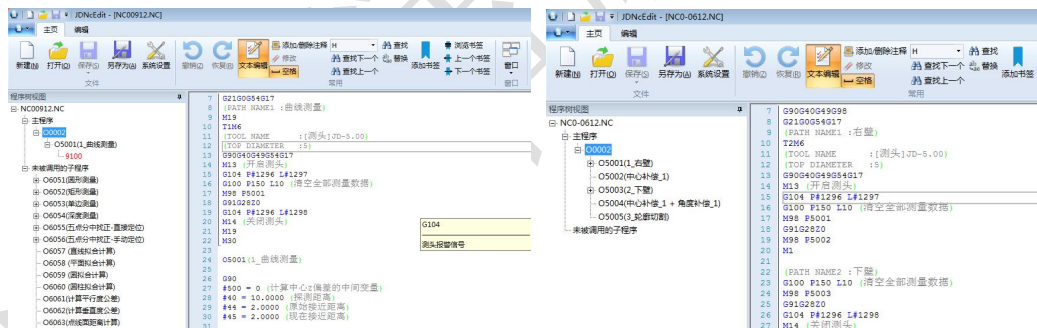 JDNcEdit - [NC00912.NC]
主页 编辑
新建(N) 打开(O) 保存(S) 另存为(A) 系统设置
撤销(Z) 恢复(R) 文本编辑
添加/删除注释 H
修改
空格
查找
查找下一个 替换
查找上一个
添加书签
浏览书签
上一个书签
下一个书签
窗口
文件 常用 窗口
程序树视图
NC00912.NC
主程序
O0002
O5001(1_曲线测量)
9100
未被调用的子程序
O6051(圆形测量)
O6052(矩形测量)
O6053(单边测量)
O6054(深度测量)
O6055(五点分中找正-直接定位)
O6056(五点分中找正-手动定位)
O6057 (直线拟合计算)
O6058 (平面拟合计算)
O6059 (圆拟合计算)
O6060 (圆柱拟合计算)
O6061(计算平行度公差)
O6062(计算垂直度公差)
O6063(点线面距离计算)
7 G21G0G54G17
8 (PATH NAME1 :曲线测量)
9 M19
10 T1M6
11 (TOOL NAME :[测头]JD-5.00)
12 (TOP DIAMETER :5)
13 G90G40G49G54G17
14 M13 (开启测头)
15 G104 P#1296 L#1297
16 G100 P150 L10 (清空全部测量数据)
17 M98 P5001
18 G91G28Z0
19 G104 P#1296 L#1298
20 M14 (关闭测头)
21 M19
22 M30
23
24 O5001(1_曲线测量)
25
26 G90
27 #500 = 0 (计算中心Z偏差的中间变量)
28 #40 = 10.0000 (探测距离)
29 #44 = 2.0000 (原始接近距离)
30 #45 = 2.0000 (现在接近距离)
31
G104
测头报警信号
JDNcEdit - [NC0-0612.NC]
主页 编辑
新建(N) 打开(O) 保存(S) 另存为(A) 系统设置
撤销(Z) 恢复(R) 文本编辑
添加/删除注释 H
修改
空格
查找
查找下一个 替换
查找上一个
添加书签
文件 常用
程序树视图
NC0-0612.NC
主程序
O0002
O5001(1_右壁)
O5002(中心补偿_1)
O5003(2_下壁)
O5004(中心补偿_1 + 角度补偿_1)
O5005(3_轮廓切割)
未被调用的子程序
7 G90G40G49G98
8 G21G0G54G17
9 (PATH NAME1 :右壁)
10 T2M6
11 (TOOL NAME :[测头]JD-5.00)
12 (TOP DIAMETER :5)
13 G90G40G49G54G17
14 M13 (开启测头)
15 G104 P#1296 L#1297
16 G100 P150 L10 (清空全部测量数据)
17 M98 P5001
18 G91G28Z0
19 M98 P5002
20 M1
21
22 (PATH NAME2 :下壁)
23 G100 P150 L10 (清空全部测量数据)
24 M98 P5003
25 G91G28Z0
26 G104 P#1296 L#1298
27 M14 (关闭测头)